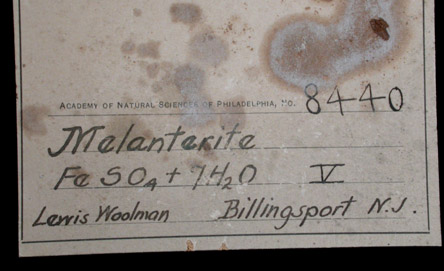 ACADEMY OF NATURAL SCIENCES OF PHILADELPHIA, NO. 8440
Melanterite
Fe SO₄ + 7H₂O V
Lewis Woolman Billingsport N.J.